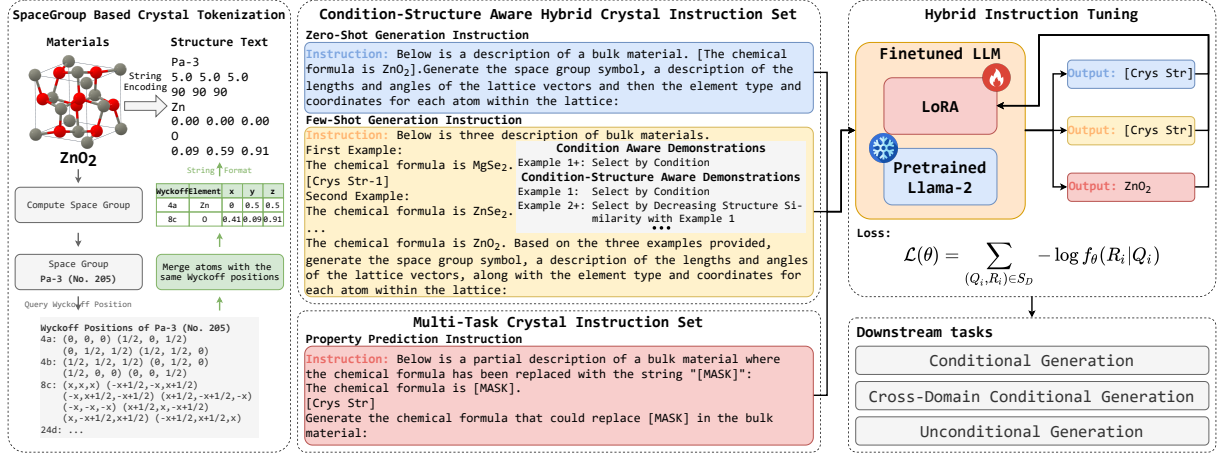 SpaceGroup Based Crystal Tokenization
Materials
Structure Text
String
Encoding
Pa-3
5.0 5.0 5.0
90 90 90
Zn
0.00 0.00 0.00
O
0.09 0.59 0.91
ZnO2
String Format
Wyckoff Element x y z
4a Zn 0 0.5 0.5
8c O 0.41 0.09 0.91
Compute Space Group
Space Group
Pa-3 (No. 205)
Merge atoms with the
same Wyckoff positions
Query Wyckoff Position
Wyckoff Positions of Pa-3 (No. 205)
4a: (0, 0, 0) (1/2, 0, 1/2)
(0, 1/2, 1/2) (1/2, 1/2, 0)
4b: (1/2, 1/2, 1/2) (0, 1/2, 0)
(1/2, 0, 0) (0, 0, 1/2)
8c: (x,x,x) (-x+1/2,-x,x+1/2)
(-x,x+1/2,-x+1/2) (x+1/2,-x+1/2,-x)
(-x,-x,-x) (x+1/2,x,-x+1/2)
(x,-x+1/2,x+1/2) (-x+1/2,x+1/2,x)
24d: ...
Condition-Structure Aware Hybrid Crystal Instruction Set
Zero-Shot Generation Instruction
Instruction: Below is a description of a bulk material. [The chemical
formula is ZnO2].Generate the space group symbol, a description of the
lengths and angles of the lattice vectors and then the element type and
coordinates for each atom within the lattice:
Few-Shot Generation Instruction
Instruction: Below is three description of bulk materials.
First Example:
The chemical formula is MgSe2.
[Crys Str-1]
Second Example:
The chemical formula is ZnSe2.
...
Condition Aware Demonstrations
Example 1+: Select by Condition
Condition-Structure Aware Demonstrations
Example 1: Select by Condition
Example 2+: Select by Decreasing Structure Si-
milarity with Example 1
•••
The chemical formula is ZnO2. Based on the three examples provided,
generate the space group symbol, a description of the lengths and angles
of the lattice vectors, along with the element type and coordinates for
each atom within the lattice:
Multi-Task Crystal Instruction Set
Property Prediction Instruction
Instruction: Below is a partial description of a bulk material where
the chemical formula has been replaced with the string "[MASK]":
The chemical formula is [MASK].
[Crys Str]
Generate the chemical formula that could replace [MASK] in the bulk
material:
Hybrid Instruction Tuning
Finetuned LLM
LoRA
Pretrained
Llama-2
Output: [Crys Str]
Output: [Crys Str]
Output: ZnO2
Loss:
L(θ) = ∑ − log fθ(Ri|Qi)
(Qi,Ri)∈SD
Downstream tasks
Conditional Generation
Cross-Domain Conditional Generation
Unconditional Generation